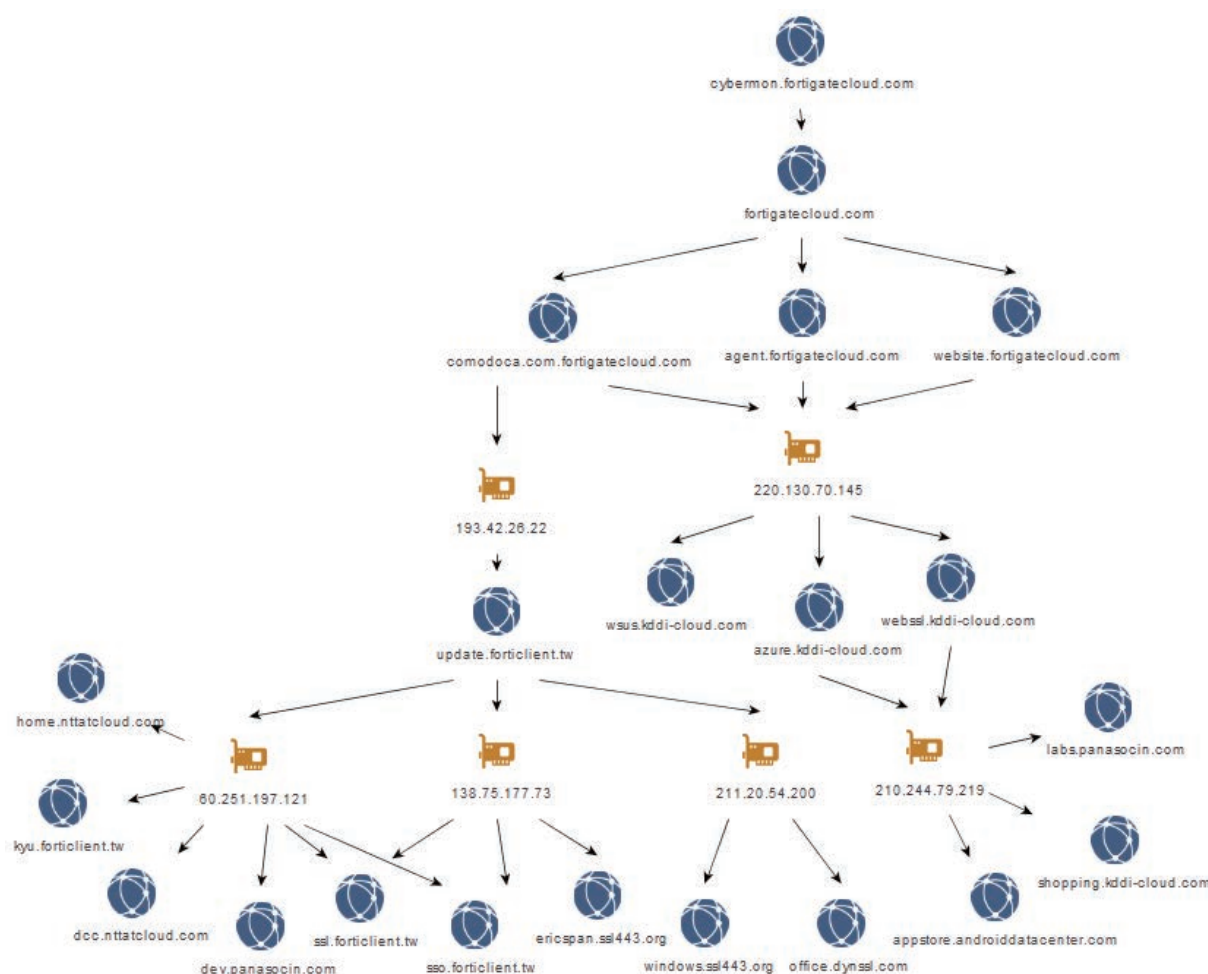 cybermon.fortigatecloud.com
fortigatecloud.com
comodoca.com.fortigatecloud.com
agent.fortigatecloud.com
website.fortigatecloud.com
220.130.70.145
193.42.26.22
wsus.kddi-cloud.com
azure.kddi-cloud.com
webssl.kddi-cloud.com
update.forticlient.tw
home.nttatcloud.com
labs.panasocin.com
60.251.197.121
138.75.177.73
211.20.54.200
210.244.79.219
kyu.forticlient.tw
shopping.kddi-cloud.com
dcc.nttatcloud.com
dev.panasocin.com
ssl.forticlient.tw
sso.forticlient.tw
ericspan.ssl443.org
windows.ssl443.org
office.dynssl.com
appstore.androiddatacenter.com